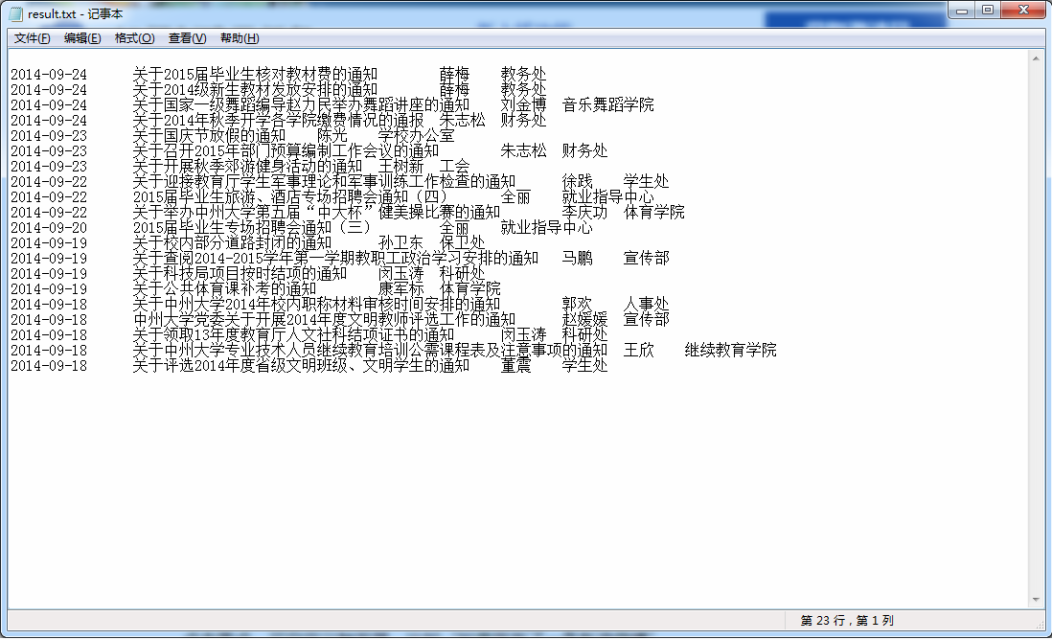 result.txt - 记事本
文件(F) 编辑(E) 格式(O) 查看(V) 帮助(H)
2014-09-24 关于2015届毕业生核对教材费的通知 薛梅 教务处
2014-09-24 关于2014级新生教材发放安排的通知 薛梅 教务处
2014-09-24 关于国家一级舞蹈编导赵力民举办舞蹈讲座的通知 刘金博 音乐舞蹈学院
2014-09-24 关于2014年秋季开学各学院缴费情况的通报 朱志松 财务处
2014-09-23 关于国庆节放假的通知 陈光 学校办公室
2014-09-23 关于召开2015年部门预算编制工作会议的通知 朱志松 财务处
2014-09-23 关于开展秋季郊游健身活动的通知 王树新 工会
2014-09-22 关于迎接教育厅学生军事理论和军事训练工作检查的通知 徐践 学生处
2014-09-22 2015届毕业生旅游、酒店专场招聘会通知（四） 全丽 就业指导中心
2014-09-22 关于举办中州大学第五届“中大杯”健美操比赛的通知 李庆功 体育学院
2014-09-20 2015届毕业生专场招聘会通知（三） 全丽 就业指导中心
2014-09-19 关于校内部分道路封闭的通知 孙卫东 保卫处
2014-09-19 关于查阅2014-2015学年第一学期教职工政治学习安排的通知 马鹏 宣传部
2014-09-19 关于科技局项目按时结项的通知 闵玉涛 科研处
2014-09-19 关于公共体育课补考的通知 康军标 体育学院
2014-09-18 关于中州大学2014年校内职称材料审核时间安排的通知 郭欢 人事处
2014-09-18 中州大学党委关于开展2014年度文明教师评选工作的通知 赵媛媛 宣传部
2014-09-18 关于领取13年度教育厅人文社科结项证书的通知 闵玉涛 科研处
2014-09-18 关于中州大学专业技术人员继续教育培训公需课程表及注意事项的通知 王欣 继续教育学院
2014-09-18 关于评选2014年度省级文明班级、文明学生的通知 董震 学生处
第 23 行，第 1 列